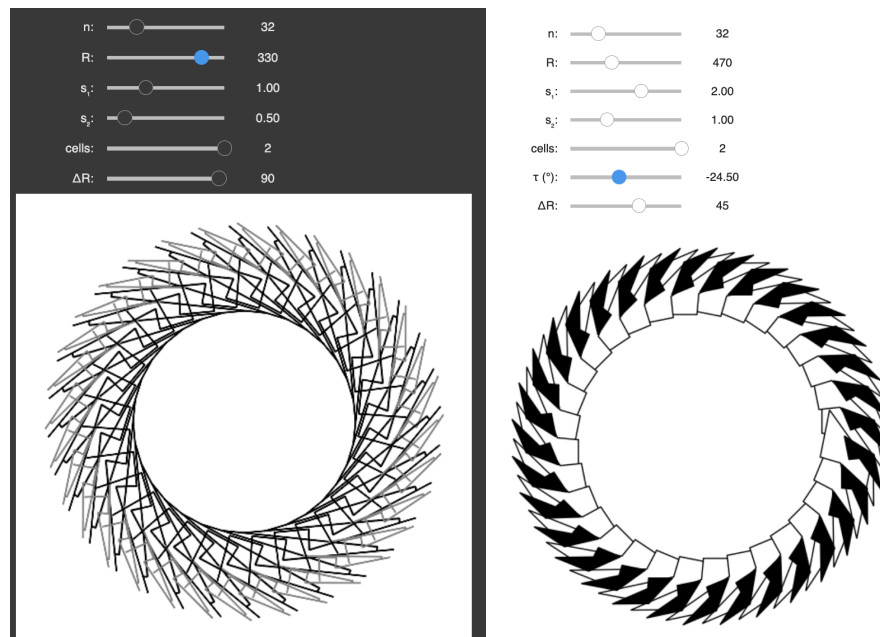 n: 32
R: 330
s₁: 1.00
s₂: 0.50
cells: 2
ΔR: 90
n: 32
R: 470
s₁: 2.00
s₂: 1.00
cells: 2
τ (°): -24.50
ΔR: 45